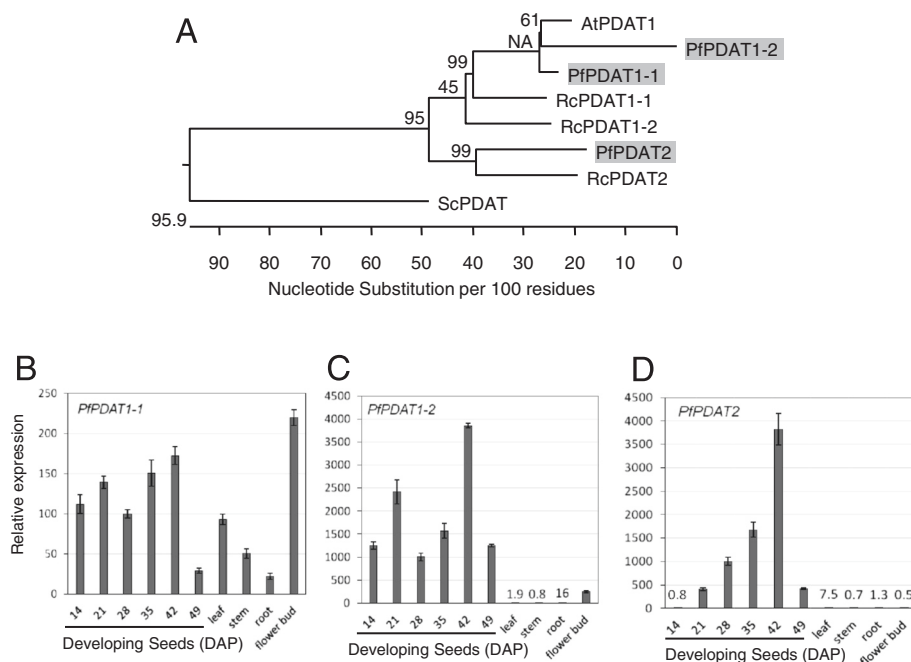 A
61
AtPDAT1
NA
PfPDAT1-2
99
PfPDAT1-1
45
RcPDAT1-1
95
RcPDAT1-2
99
PfPDAT2
RcPDAT2
ScPDAT
95.9
90 80 70 60 50 40 30 20 10 0
Nucleotide Substitution per 100 residues
B
Relative expression
PfPDAT1-1
250
200
150
100
50
0
14 21 28 35 42 49 leaf stem root flower bud
Developing Seeds (DAP)
C
PfPDAT1-2
4500
4000
3500
3000
2500
2000
1500
1000
500
0
1.9 0.8 16
14 21 28 35 42 49 leaf stem root flower bud
Developing Seeds (DAP)
D
PfPDAT2
4500
4000
3500
3000
2500
2000
1500
1000
500
0
0.8 7.5 0.7 1.3 0.5
14 21 28 35 42 49 leaf stem root flower bud
Developing Seeds (DAP)